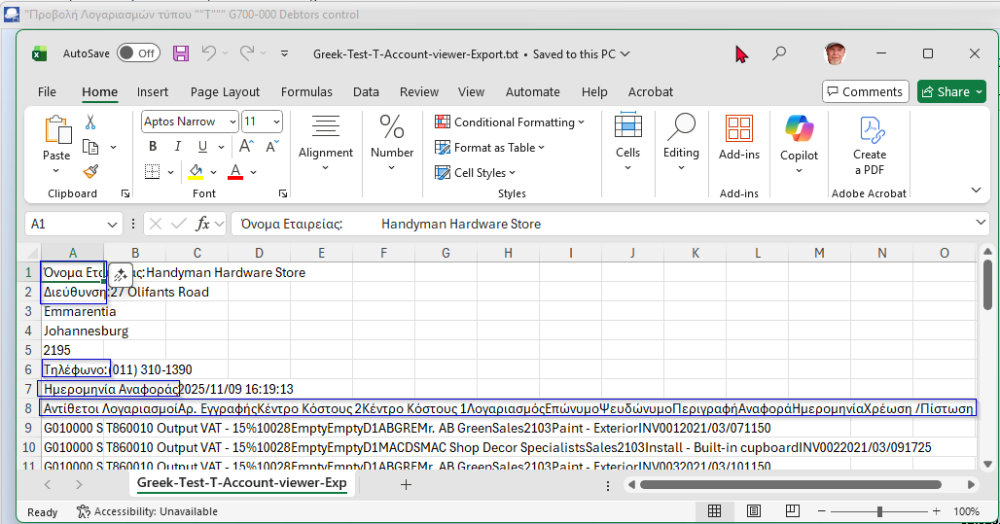 "Προβολή Λογαριασμών τύπου ""Τ""" G700-000 Debtors control
AutoSave Off Greek-Test-T-Account-viewer-Export.txt • Saved to this PC
File Home Insert Page Layout Formulas Data Review View Automate Help Acrobat Comments Share
Paste
Clipboard
Aptos Narrow 11
B I U A A
A
Font
Alignment
Number
Conditional Formatting
Format as Table
Cell Styles
Styles
Cells
Editing
Add-ins
Add-ins
Copilot
Create a PDF
Adobe Acrobat
A1 fx Όνομα Εταιρείας: Handyman Hardware Store
A B C D E F G H I J K L M N O
1 Όνομα Ετα ας:Handyman Hardware Store
2 Διεύθυνση:27 Olifants Road
3 Emmarentia
4 Johannesburg
5 2195
6 Τηλέφωνο:(011) 310-1390
7 Ημερομηνία Αναφοράς2025/11/09 16:19:13
8 Αντίθετοι ΛογαριασμοίΑρ. ΕγγραφήςΚέντρο Κόστους 2Κέντρο Κόστους 1ΛογαριασμόςΕπώνυμοΨευδώνυμοΠεριγραφήΑναφοράΗμερομηνίαΧρέωση /Πίστωση
9 G010000 S T860010 Output VAT - 15%10028EmptyEmptyD1ABGREMr. AB GreenSales2103Paint - ExteriorINV0012021/03/071150
10 G010000 S T860010 Output VAT - 15%10028EmptyEmptyD1MACDSMAC Shop Decor SpecialistsSales2103Install - Built-in cupboardINV0022021/03/091725
11 G010000 S T860010 Output VAT - 15%10028EmptyEmptyD1ABGREMr. AB GreenSales2103Paint - ExteriorINV0032021/03/101150
Greek-Test-T-Account-viewer-Exp
Ready Accessibility: Unavailable 100%